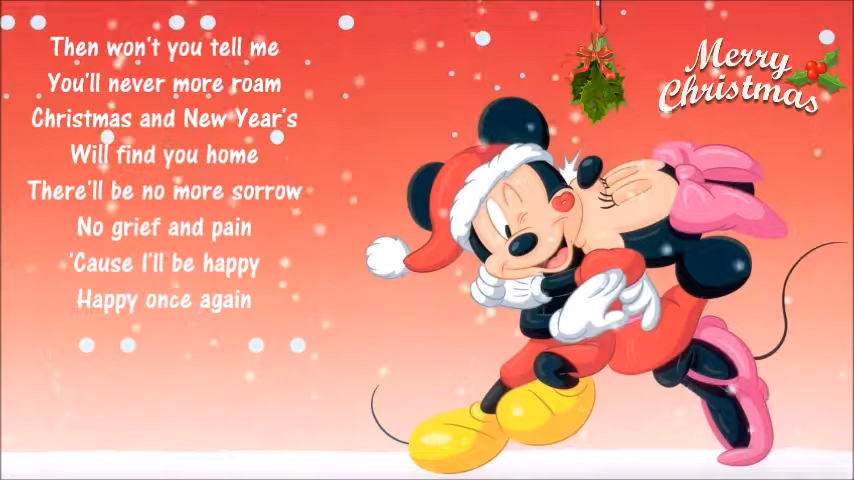 Then won't you tell me
You'll never more roam
Christmas and New Year's
Will find you home
There'll be no more sorrow
No grief and pain
'Cause I'll be happy
Happy once again
Merry
Christmas